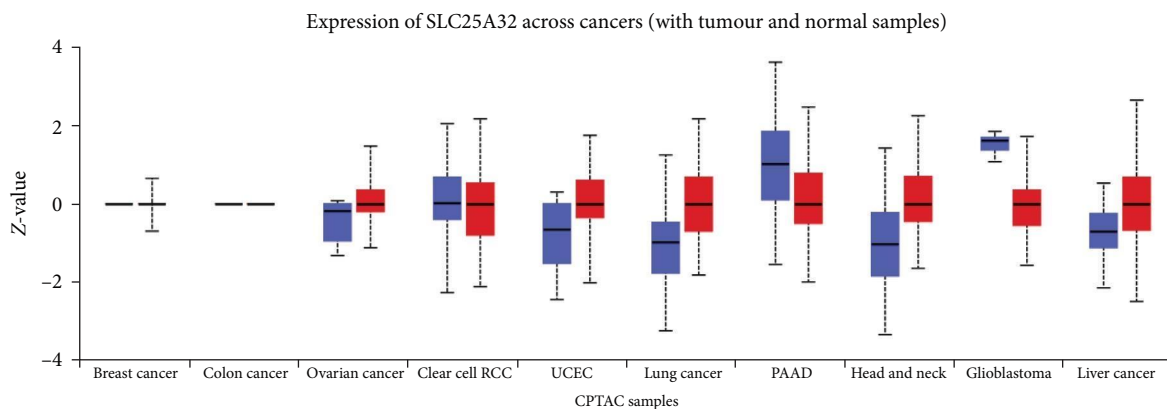 Expression of SLC25A32 across cancers (with tumour and normal samples)
4
2
0
−2
−4
Z-value
Breast cancer
Colon cancer
Ovarian cancer
Clear cell RCC
UCEC
Lung cancer
PAAD
Head and neck
Glioblastoma
Liver cancer
CPTAC samples